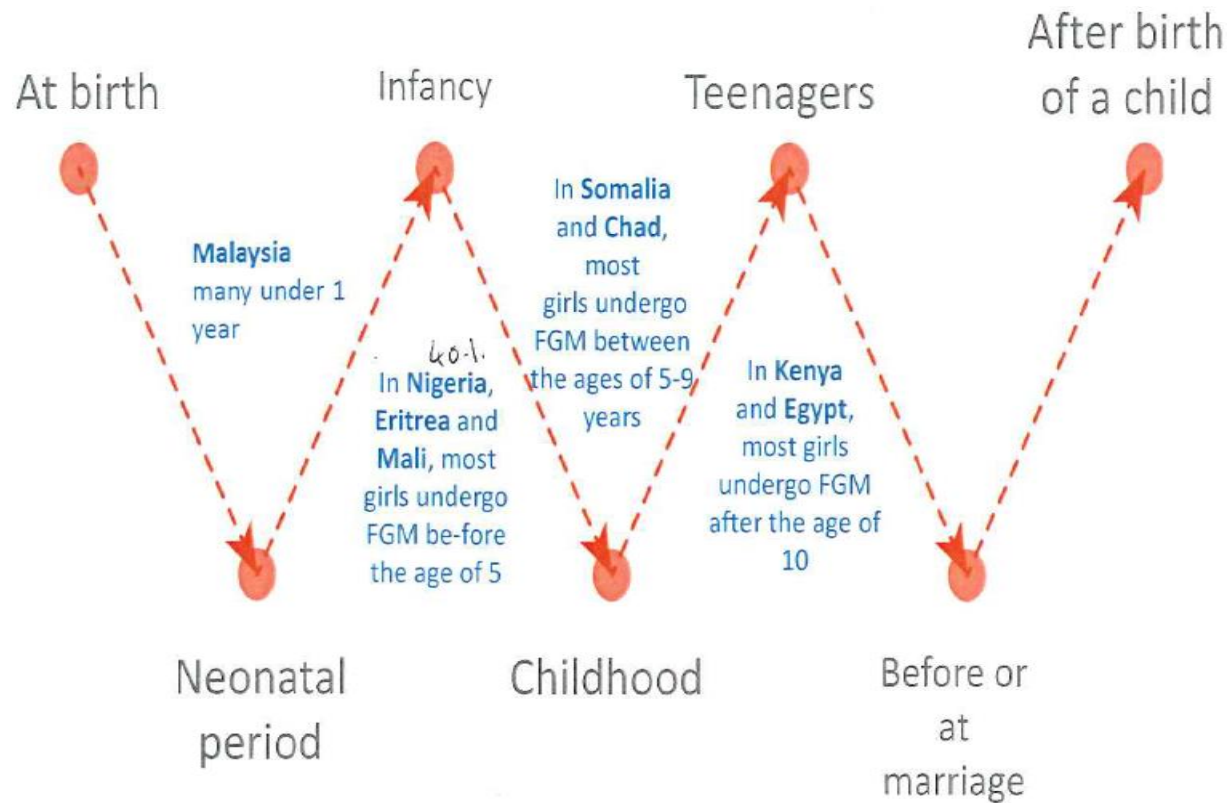 At birth
Infancy
Teenagers
After birth
of a child
Malaysia
many under 1
year
40%
In Nigeria,
Eritrea and
Mali, most
girls undergo
FGM be-fore
the age of 5
In Somalia
and Chad,
most
girls undergo
FGM between
the ages of 5-9
years
In Kenya
and Egypt,
most girls
undergo FGM
after the age of
10
Neonatal
period
Childhood
Before or
at
marriage